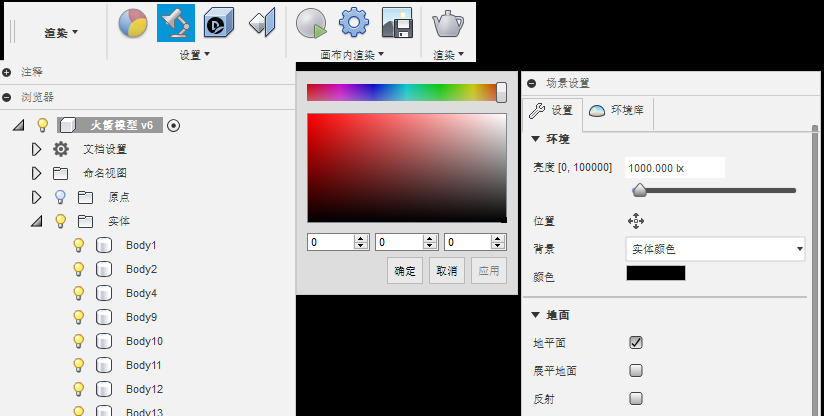 渲染
设置
画布内渲染
渲染
注释
浏览器
火箭模型 v6
文档设置
命名视图
原点
实体
Body1
Body2
Body4
Body9
Body10
Body11
Body12
Body13
0 0 0
确定 取消 应用
场景设置
设置 环境库
环境
亮度 [0, 100000] 1000.000 lx
位置
背景 实体颜色
颜色
地面
地平面
展平地面
反射